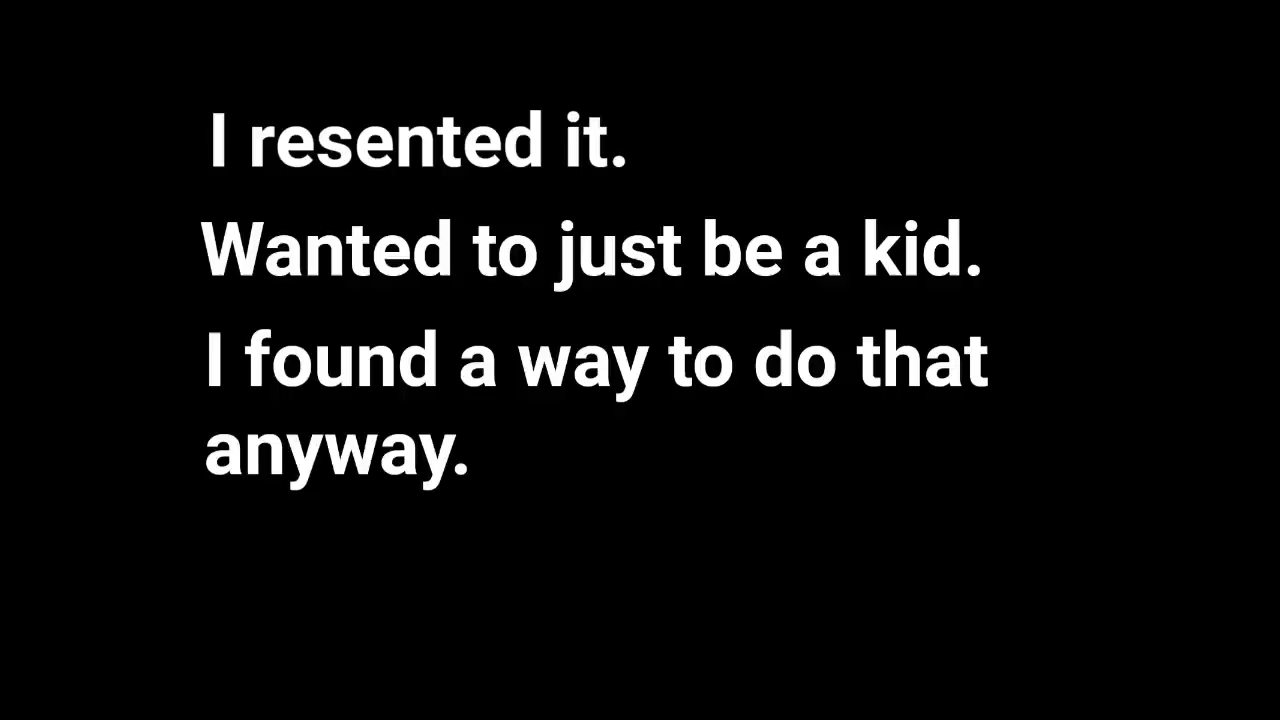 I resented it.
Wanted to just be a kid.
I found a way to do that
anyway.